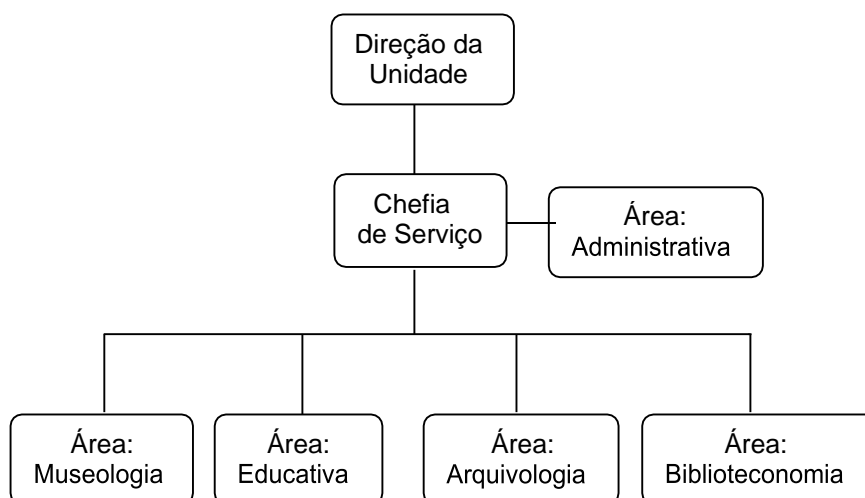 Direção da
Unidade
Chefia
de Serviço
Área:
Administrativa
Área:
Museologia
Área:
Educativa
Área:
Arquivologia
Área:
Biblioteconomia